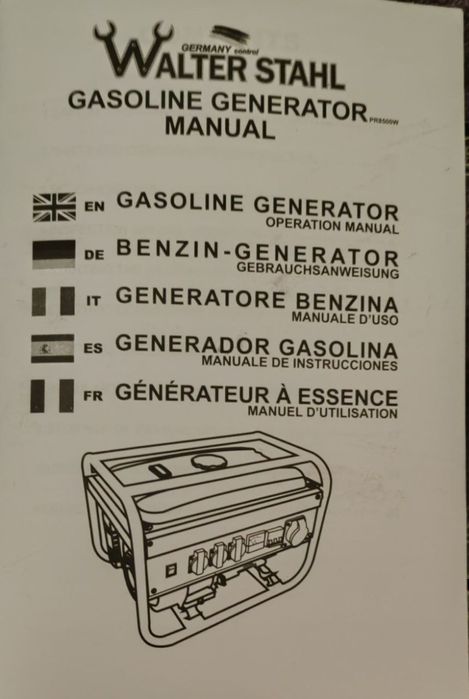 GERMANY control
WALTER STAHL
GASOLINE GENERATOR PR8500W
MANUAL
EN GASOLINE GENERATOR
OPERATION MANUAL
DE BENZIN-GENERATOR
GEBRAUCHSANWEISUNG
IT GENERATORE BENZINA
MANUALE D'USO
ES GENERADOR GASOLINA
MANUALE DE INSTRUCCIONES
FR GÉNÉRATEUR À ESSENCE
MANUEL D'UTILISATION